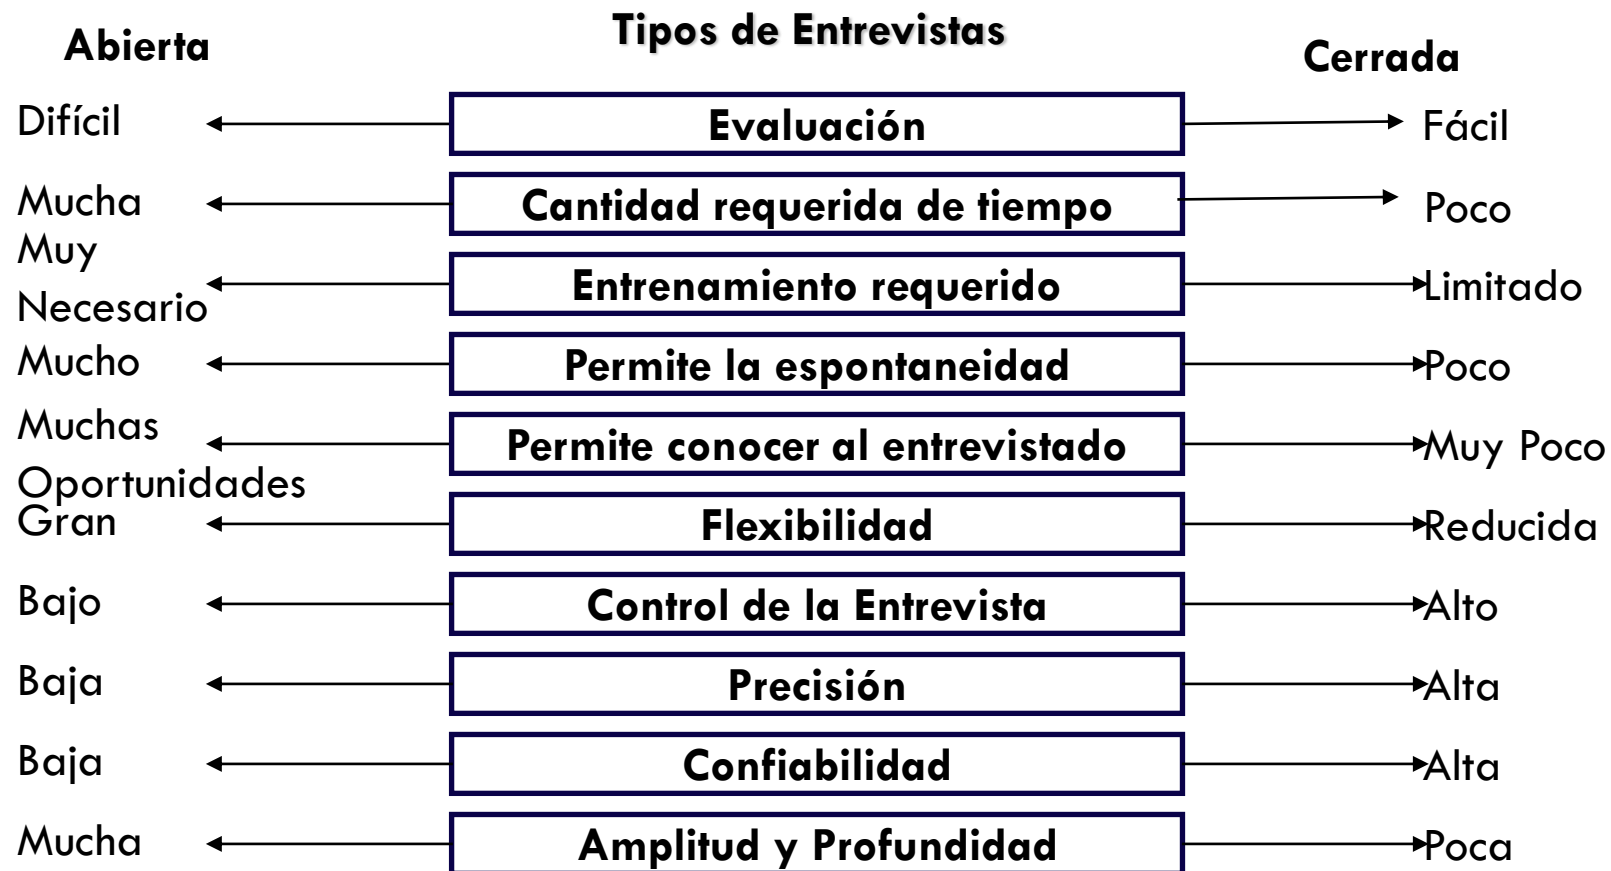 Tipos de Entrevistas
Abierta
Cerrada
Difícil
Evaluación
Fácil
Mucha
Cantidad requerida de tiempo
Poco
Muy
Necesario
Entrenamiento requerido
Limitado
Mucho
Permite la espontaneidad
Poco
Muchas
Oportunidades
Permite conocer al entrevistado
Muy Poco
Gran
Flexibilidad
Reducida
Bajo
Control de la Entrevista
Alto
Baja
Precisión
Alta
Baja
Confiabilidad
Alta
Mucha
Amplitud y Profundidad
Poca